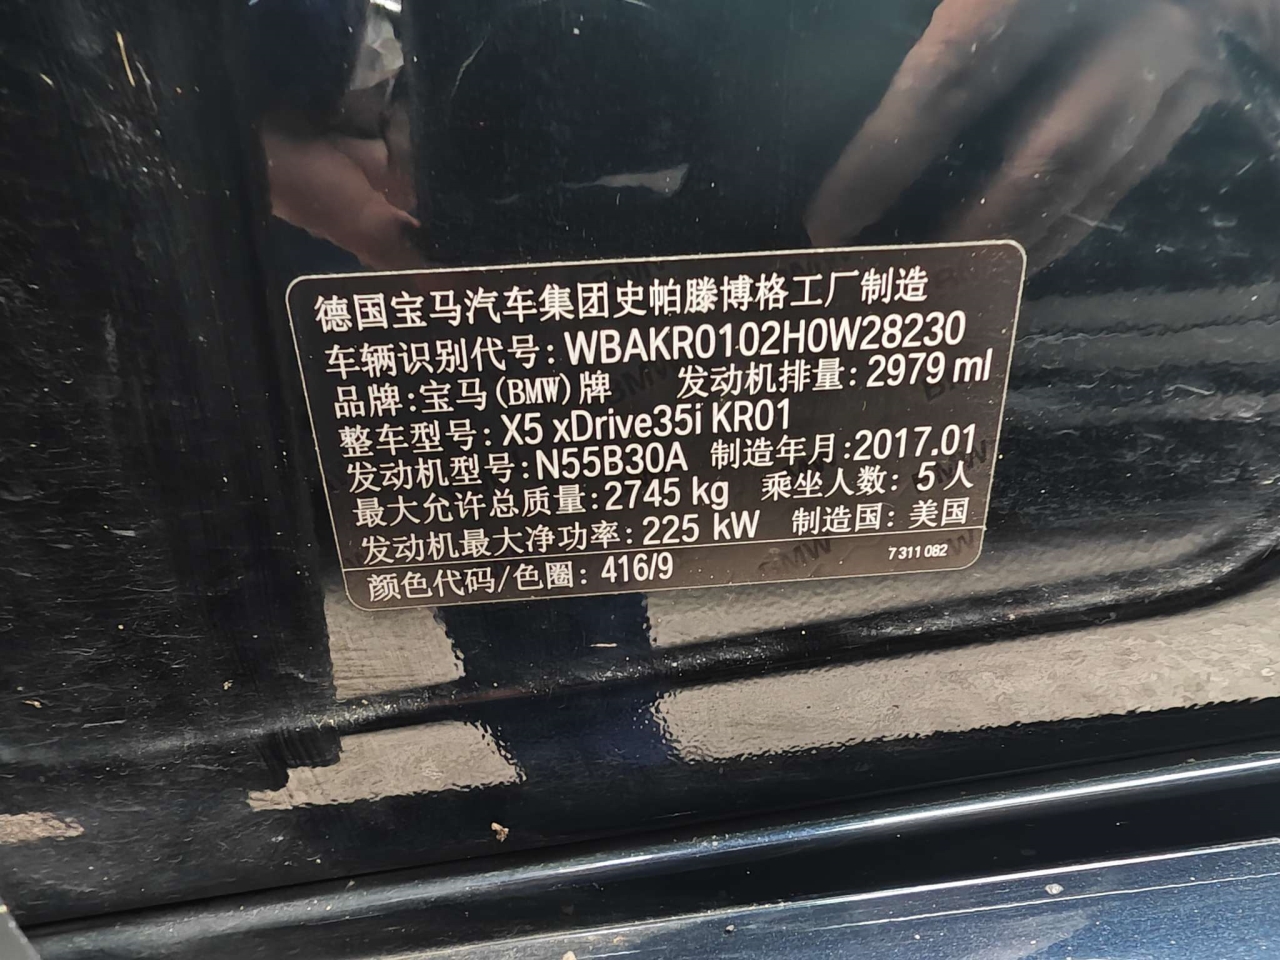 德国宝马汽车集团史帕滕博格工厂制造
车辆识别代号: WBAKR0102H0W28230
品牌:宝马(BMW)牌 发动机排量: 2979 ml
整车型号: X5 xDrive35i KR01
发动机型号: N55B30A 制造年月:2017.01
最大允许总质量: 2745 kg 乘坐人数: 5人
发动机最大净功率: 225 kW 制造国: 美国
7 311 082
颜色代码/色圈: 416/9